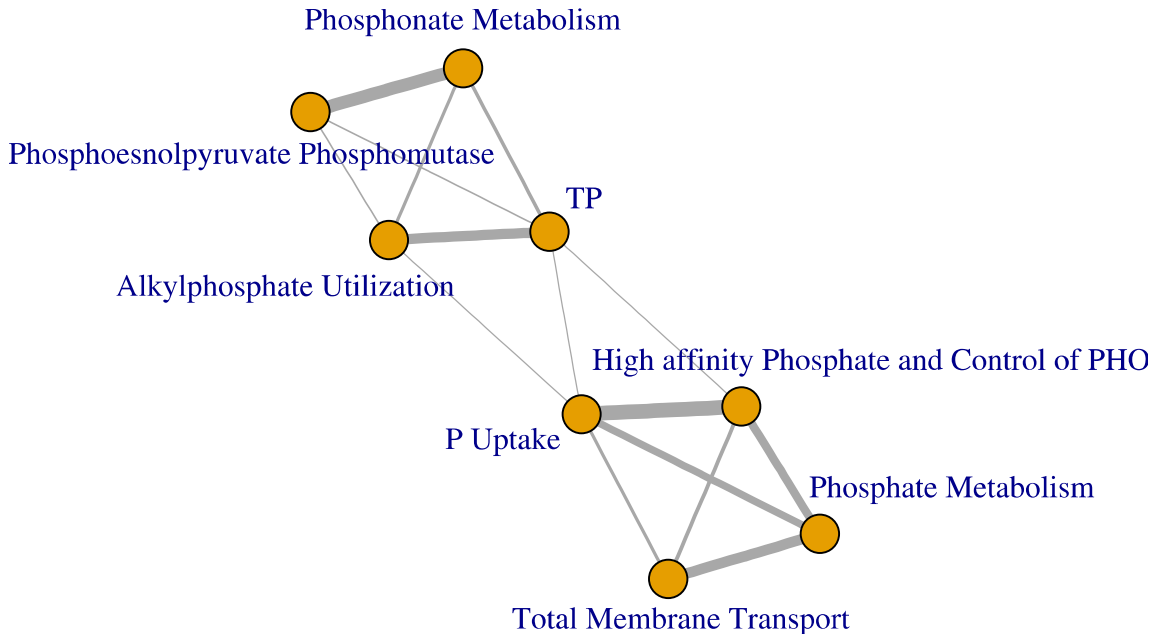 Phosphonate Metabolism
Phosphoesnolpyruvate Phosphomutase
TP
Alkylphosphate Utilization
High affinity Phosphate and Control of PHO
P Uptake
Phosphate Metabolism
Total Membrane Transport